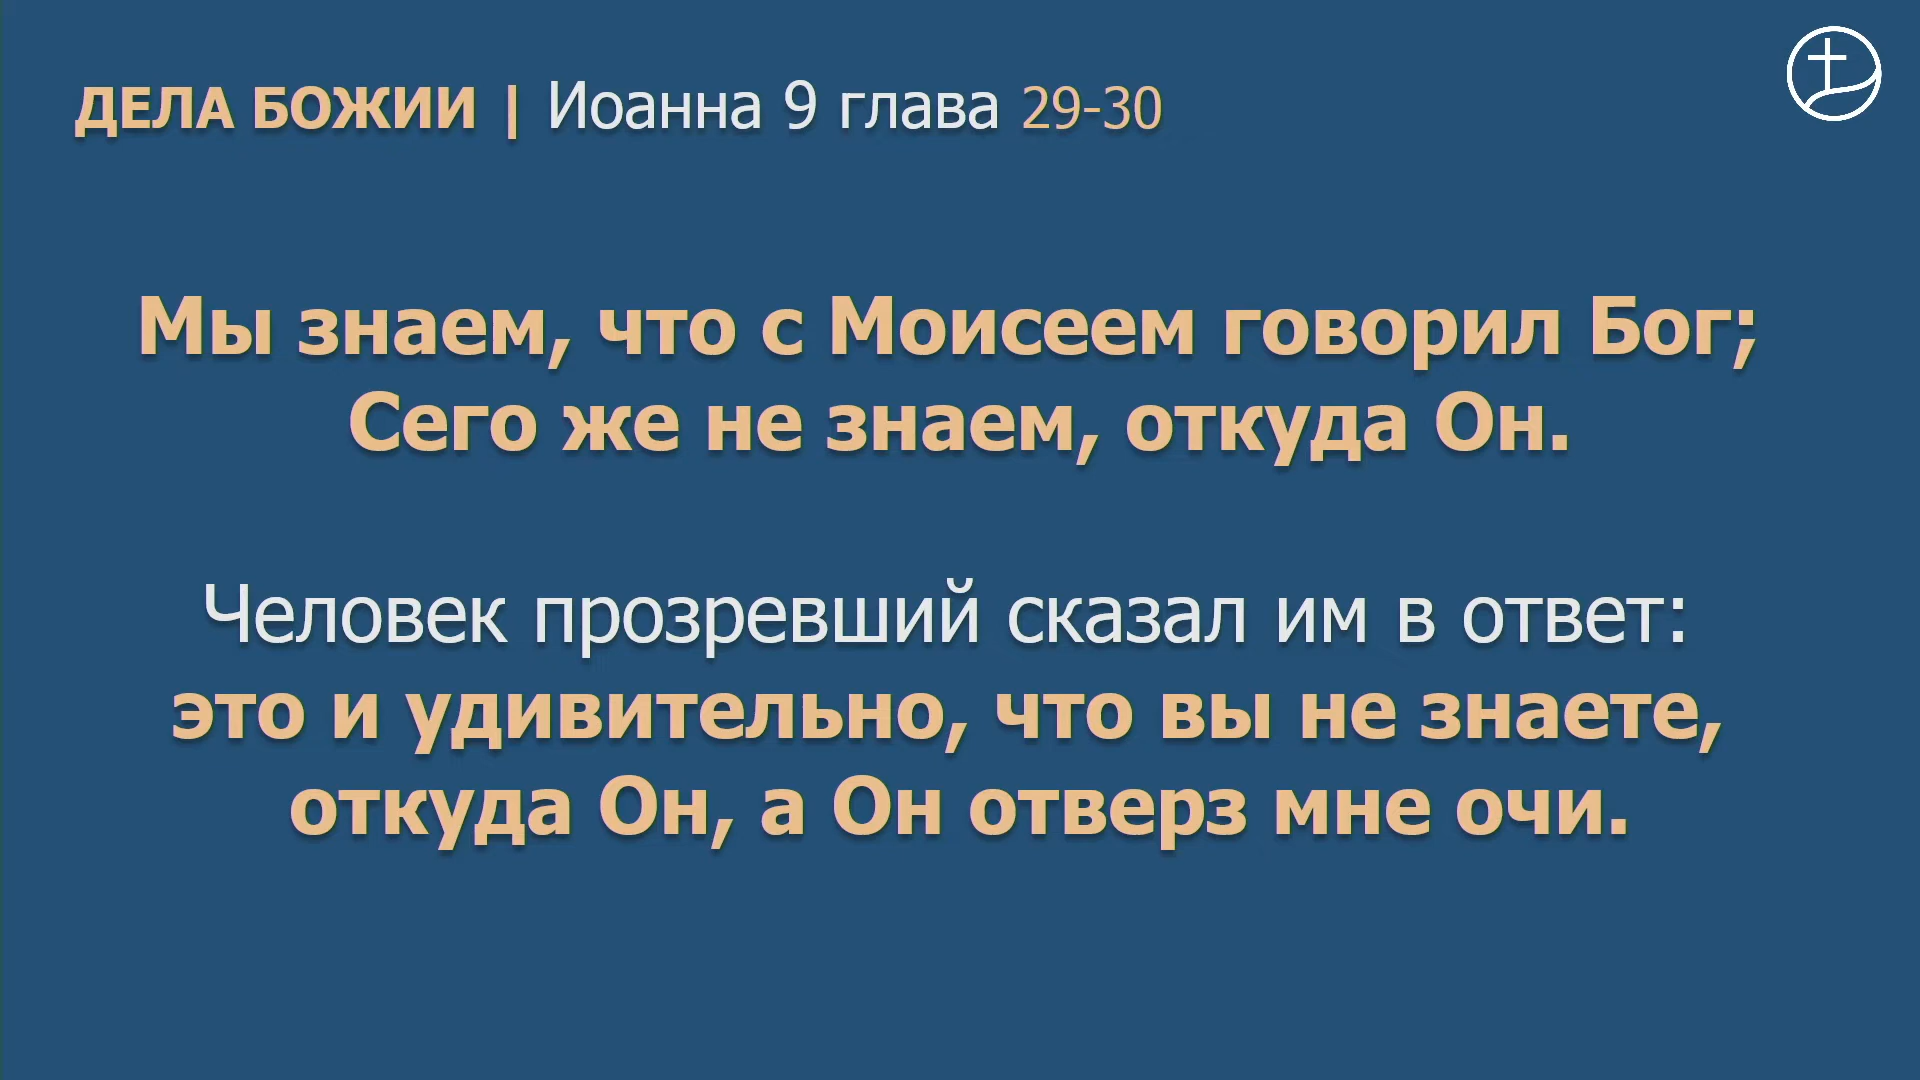 ДЕЛА БОЖИИ | Иоанна 9 глава 29-30
Мы знаем, что с Моисеем говорил Бог;
Сего же не знаем, откуда Он.
Человек прозревший сказал им в ответ:
это и удивительно, что вы не знаете,
откуда Он, а Он отверз мне очи.